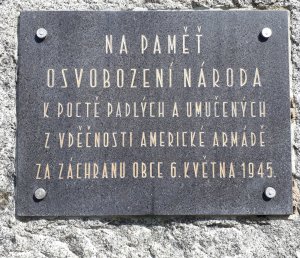 NA PAMĚŤ
OSVOBOZENÍ NÁRODA
K POCTĚ PADLÝCH A UMUČENÝCH
Z VDĚČNOSTI AMERICKÉ ARMÁDĚ
ZA ZÁCHRANU OBCE 6. KVĚTNA 1945.